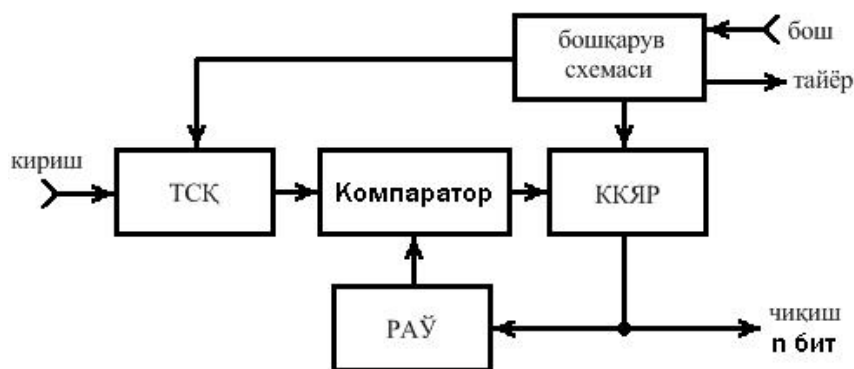 бошқарув
схемаси
бош
тайёр
кириш
ТСҚ
Компаратор
ККЯР
РАЎ
чиқиш
n бит